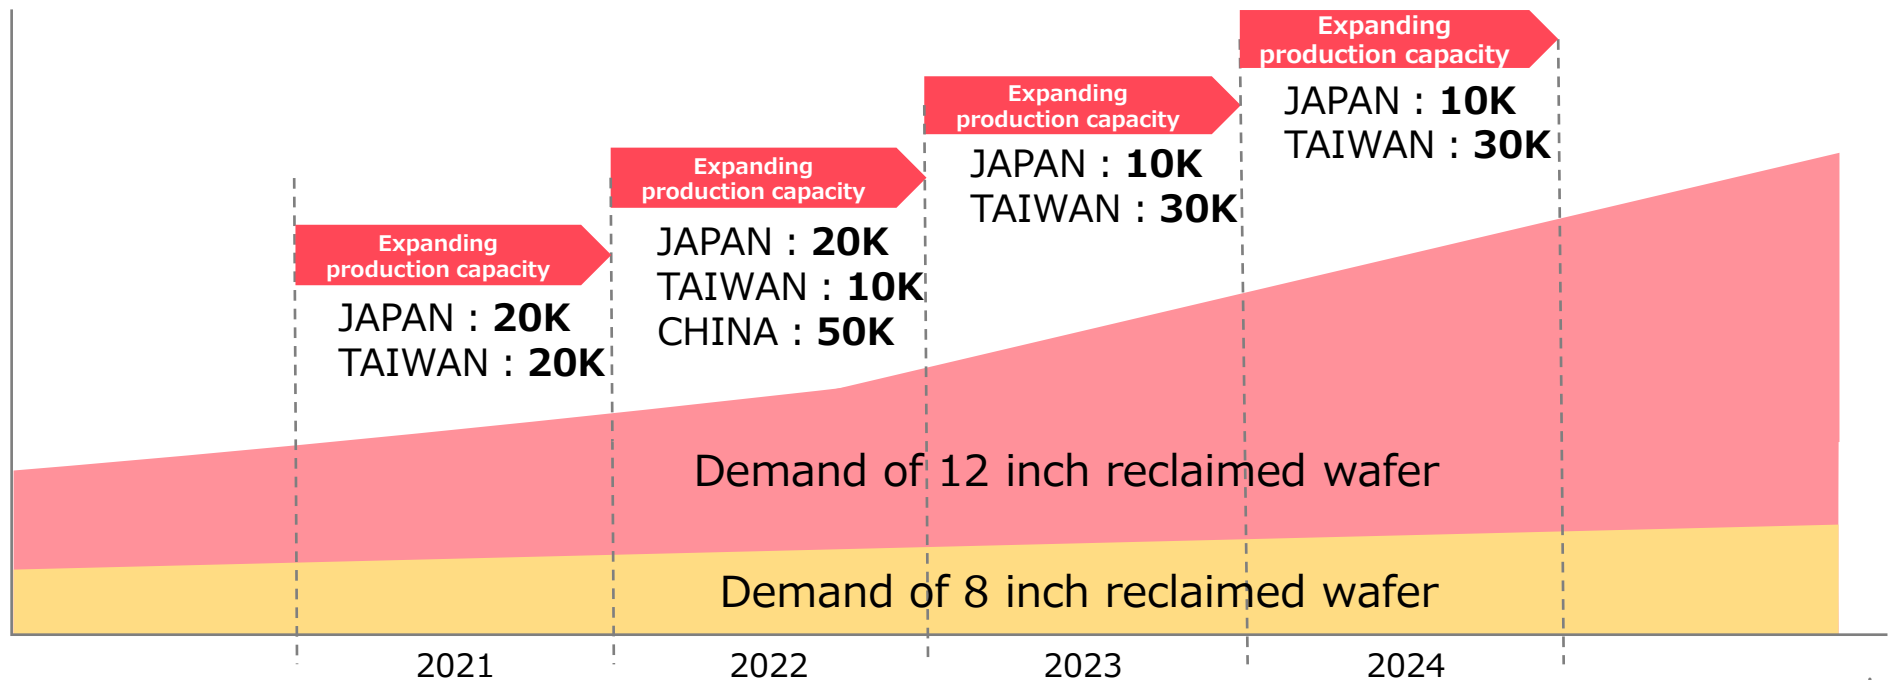 Expanding
production capacity
JAPAN : 20K
TAIWAN : 20K
Expanding
production capacity
JAPAN : 20K
TAIWAN : 10K
CHINA : 50K
Expanding
production capacity
JAPAN : 10K
TAIWAN : 30K
Expanding
production capacity
JAPAN : 10K
TAIWAN : 30K
Demand of 12 inch reclaimed wafer
Demand of 8 inch reclaimed wafer
2021
2022
2023
2024